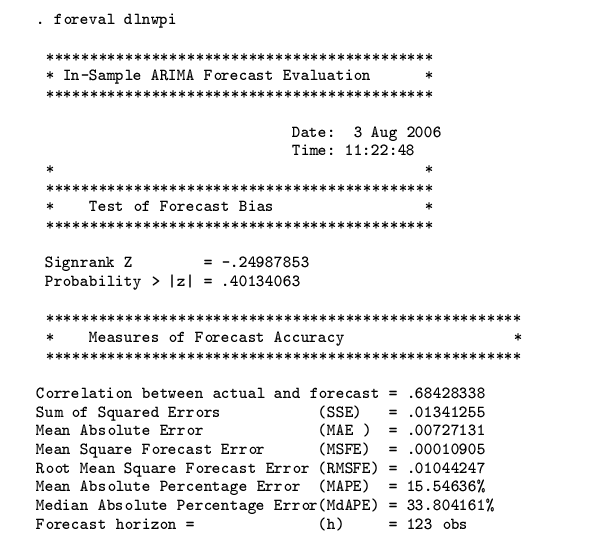 . foreval dlnwpi
********************************************
* In-Sample ARIMA Forecast Evaluation *
********************************************
Date: 3 Aug 2006
Time: 11:22:48
* *
********************************************
* Test of Forecast Bias *
********************************************
Signrank Z = -.24987853
Probability > |z| = .40134063
******************************************************
* Measures of Forecast Accuracy *
******************************************************
Correlation between actual and forecast = .68428338
Sum of Squared Errors (SSE) = .01341255
Mean Absolute Error (MAE ) = .00727131
Mean Square Forecast Error (MSFE) = .00010905
Root Mean Square Forecast Error (RMSFE) = .01044247
Mean Absolute Percentage Error (MAPE) = 15.54636%
Median Absolute Percentage Error(MdAPE) = 33.804161%
Forecast horizon = (h) = 123 obs